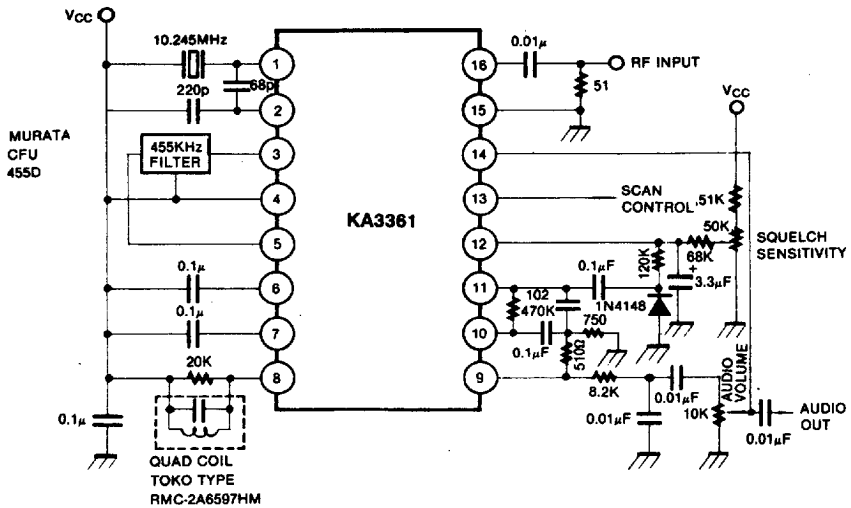 VCC
10.245MHz
68p
220p
MURATA
CFU
455D
455KHz
FILTER
0.1μ
0.1μ
20K
0.1μ
QUAD COIL
TOKO TYPE
RMC-2A6597HM
1
2
3
4
5
6
7
8
KA3361
16
15
14
13
12
11
10
9
0.01μ
RF INPUT
51
VCC
SCAN
CONTROL
51K
50K
SQUELCH
SENSITIVITY
68K
120K
+
3.3μF
0.1μF
1N4148
102
470K
750
0.1μF
510Ω
8.2K
0.01μF
0.01μF
AUDIO
VOLUME
10K
0.01μF
AUDIO
OUT